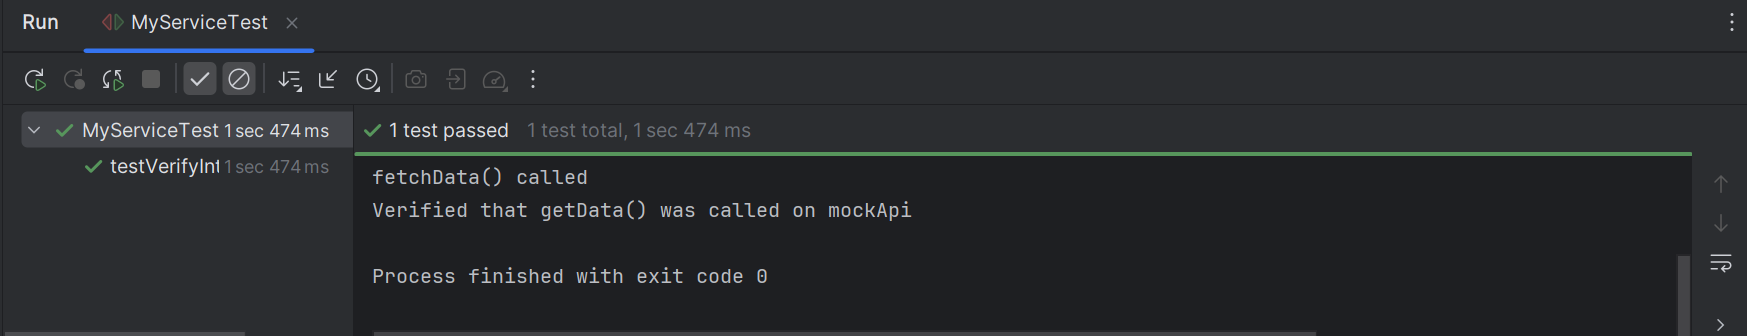 Run MyServiceTest
MyServiceTest 1 sec 474 ms
1 test passed 1 test total, 1 sec 474 ms
testVerifyInt 1 sec 474 ms
fetchData() called
Verified that getData() was called on mockApi
Process finished with exit code 0